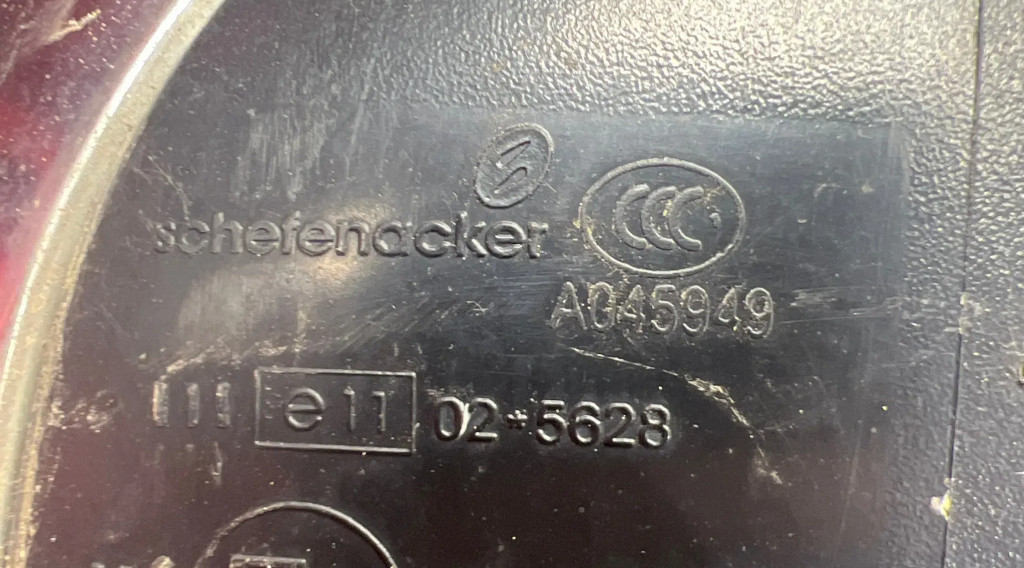 schefenacker
CCC
A045949
III e11 02*5628